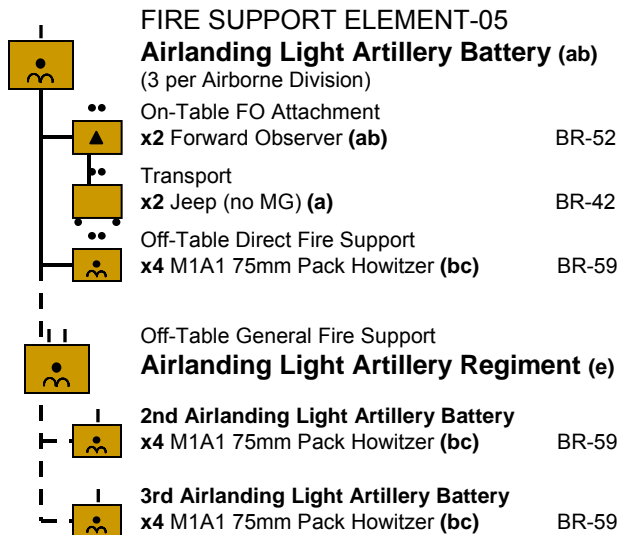 FIRE SUPPORT ELEMENT-05
Airlanding Light Artillery Battery (ab)
(3 per Airborne Division)
On-Table FO Attachment
x2 Forward Observer (ab) BR-52
Transport
x2 Jeep (no MG) (a) BR-42
Off-Table Direct Fire Support
x4 M1A1 75mm Pack Howitzer (bc) BR-59
Off-Table General Fire Support
Airlanding Light Artillery Regiment (e)
2nd Airlanding Light Artillery Battery
x4 M1A1 75mm Pack Howitzer (bc) BR-59
3rd Airlanding Light Artillery Battery
x4 M1A1 75mm Pack Howitzer (bc) BR-59